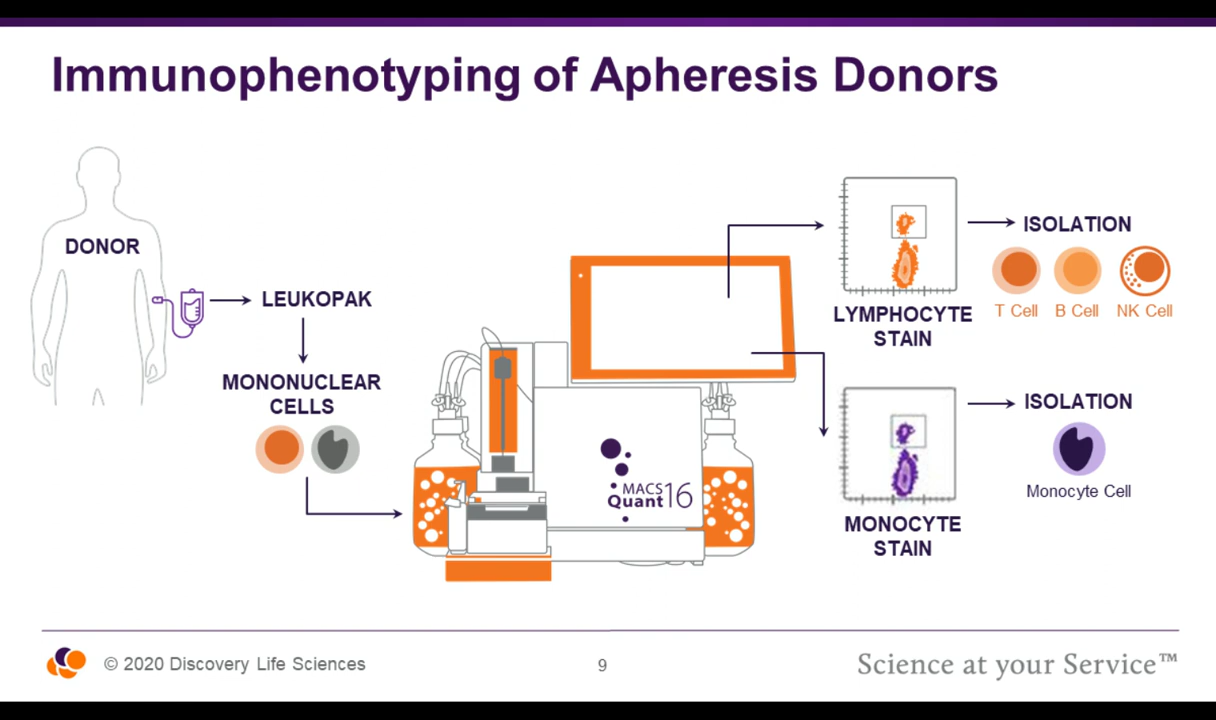 Immunophenotyping of Apheresis Donors
DONOR
LEUKOPAK
MONONUCLEAR
CELLS
MACS
Quant16
LYMPHOCYTE
STAIN
ISOLATION
T Cell
B Cell
NK Cell
MONOCYTE
STAIN
ISOLATION
Monocyte Cell
© 2020 Discovery Life Sciences
9
Science at your Service™